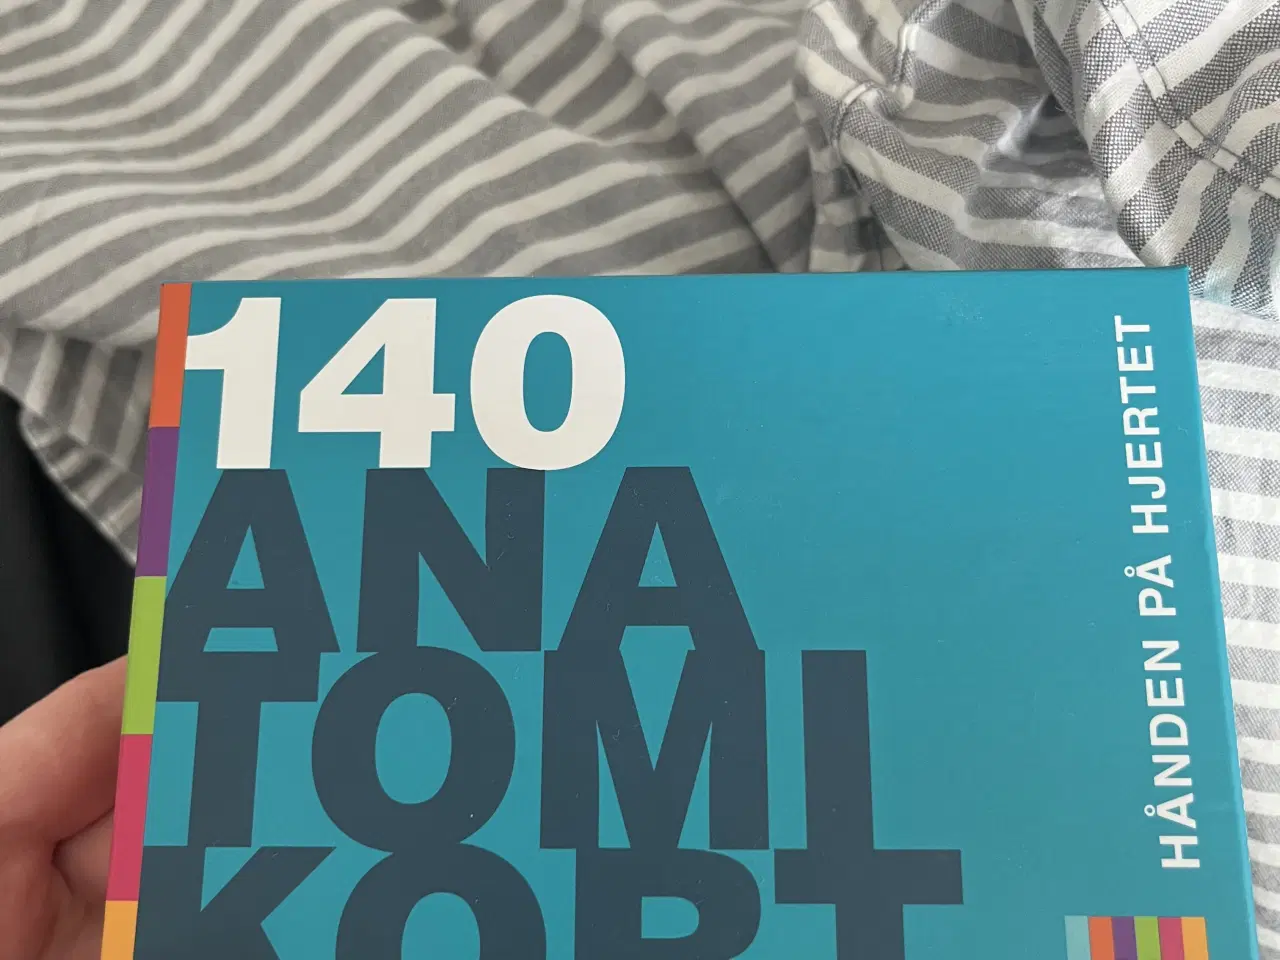 140
ANA
TOMI
KORT
HÅNDEN PÅ HJERTET